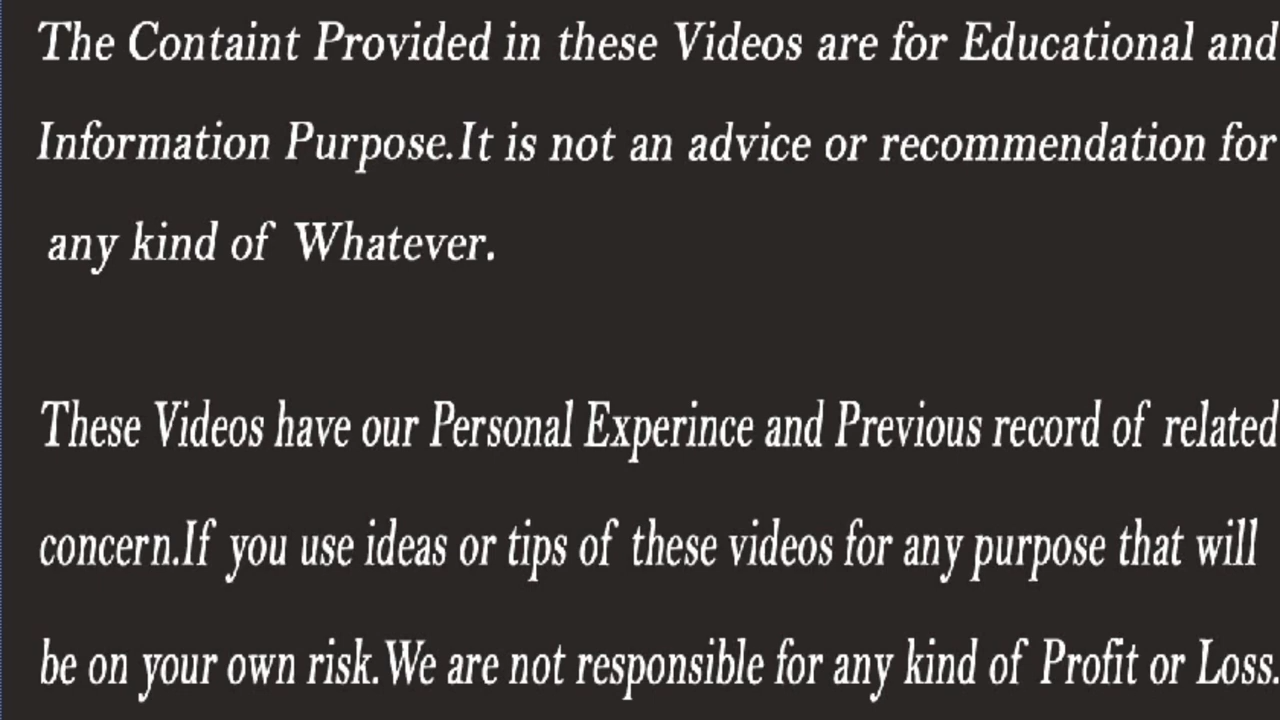 The Containt Provided in these Videos are for Educational and
Information Purpose.It is not an advice or recommendation for
any kind of Whatever.
These Videos have our Personal Experince and Previous record of related
concern.If you use ideas or tips of these videos for any purpose that will
be on your own risk.We are not responsible for any kind of Profit or Loss.